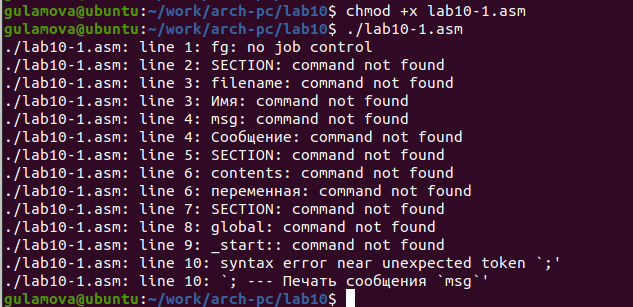 gulamova@ubuntu:~/work/arch-pc/lab10$ chmod +x lab10-1.asm
gulamova@ubuntu:~/work/arch-pc/lab10$ ./lab10-1.asm
./lab10-1.asm: line 1: fg: no job control
./lab10-1.asm: line 2: SECTION: command not found
./lab10-1.asm: line 3: filename: command not found
./lab10-1.asm: line 3: Имя: command not found
./lab10-1.asm: line 4: msg: command not found
./lab10-1.asm: line 4: Сообщение: command not found
./lab10-1.asm: line 5: SECTION: command not found
./lab10-1.asm: line 6: contents: command not found
./lab10-1.asm: line 6: переменная: command not found
./lab10-1.asm: line 7: SECTION: command not found
./lab10-1.asm: line 8: global: command not found
./lab10-1.asm: line 9: _start:: command not found
./lab10-1.asm: line 10: syntax error near unexpected token `;'
./lab10-1.asm: line 10: `; --- Печать сообщения `msg`'
gulamova@ubuntu:~/work/arch-pc/lab10$